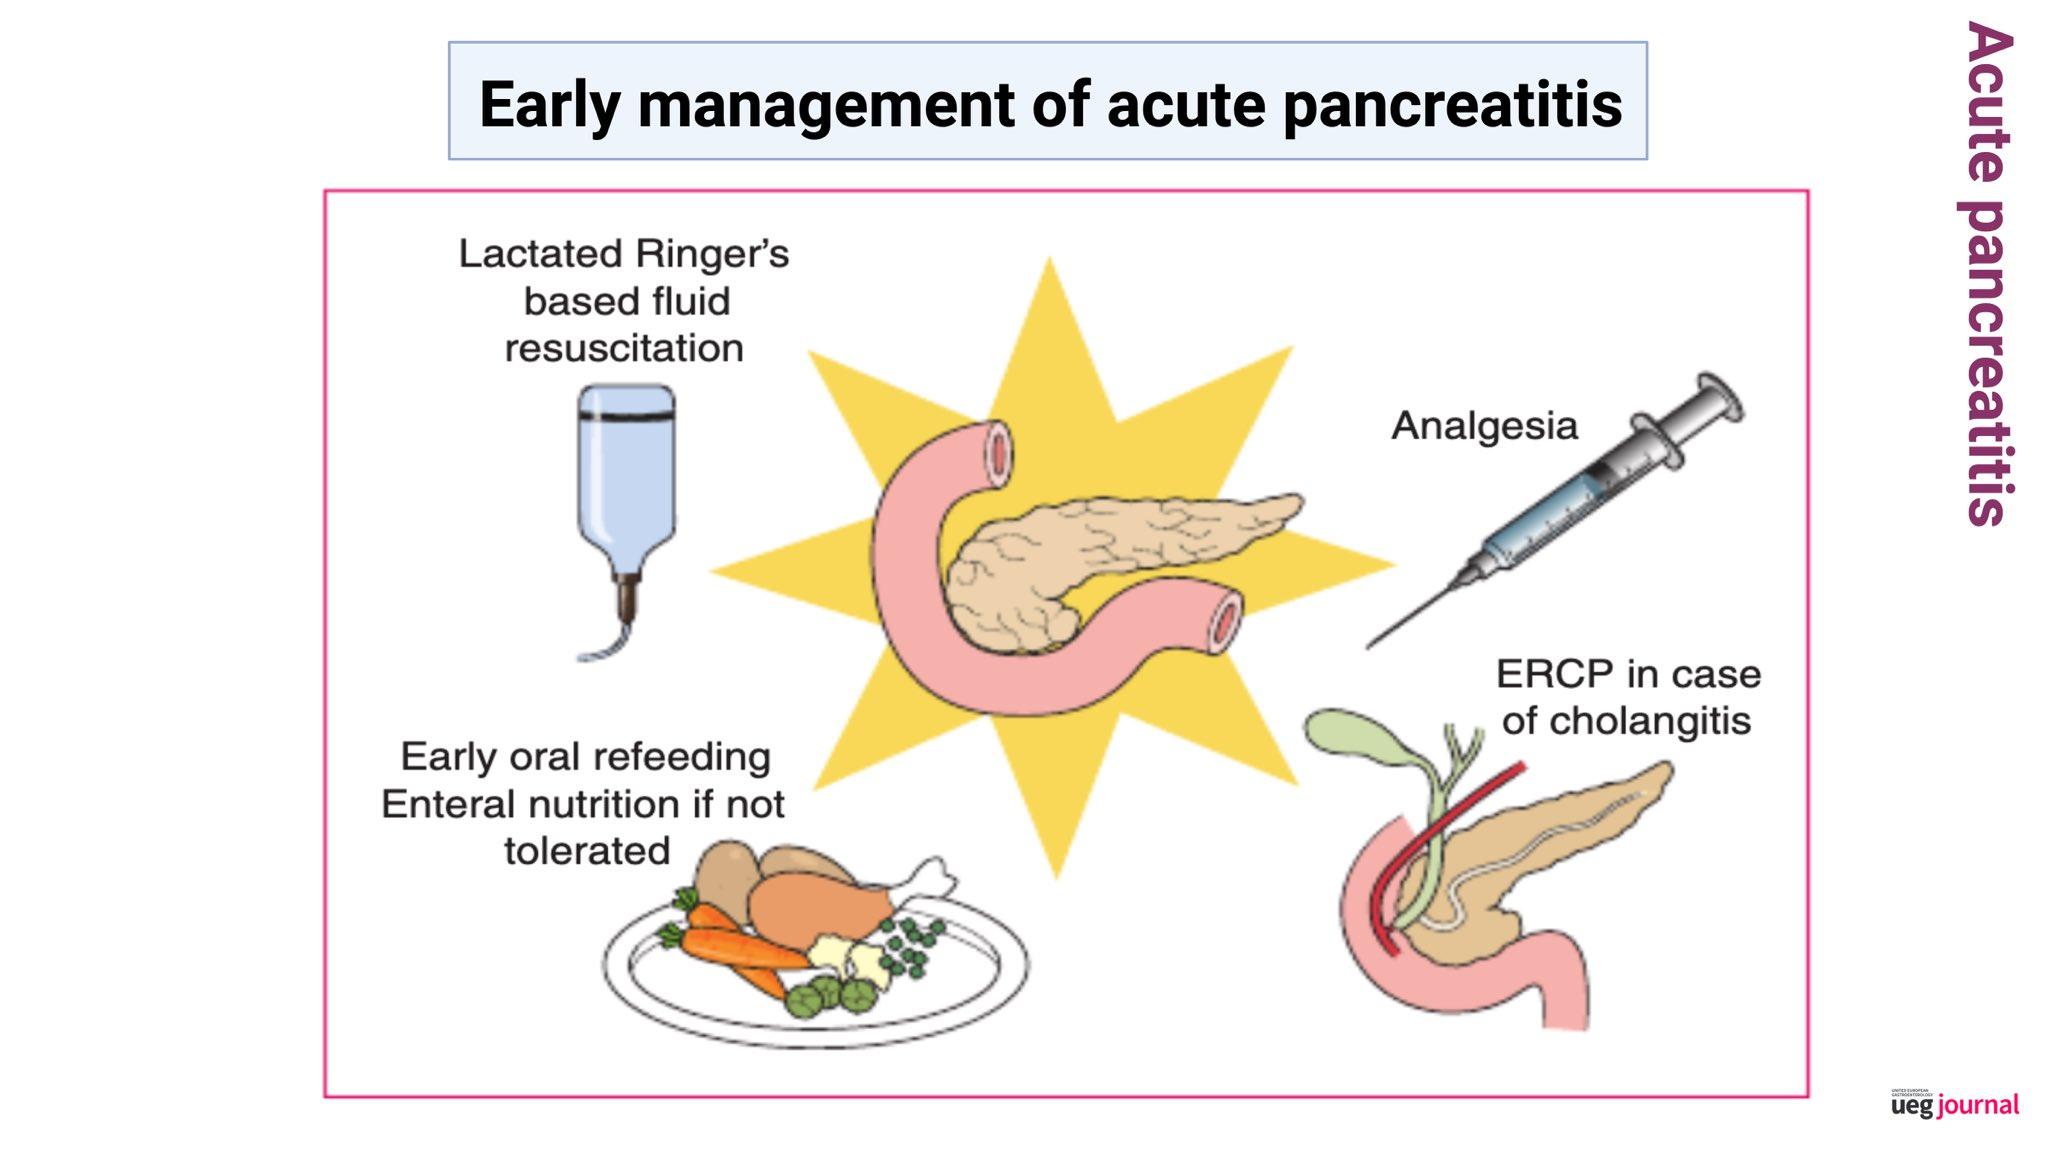 Early management of acute pancreatitis
Acute pancreatitis
Lactated Ringer’s
based fluid
resuscitation
Analgesia
ERCP in case
of cholangitis
Early oral refeeding
Enteral nutrition if not
tolerated
UNITED EUROPEAN
GASTROENTEROLOGY
ueg journal